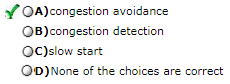 A)congestion avoidance
B)congestion detection
C)slow start
D)None of the choices are correct